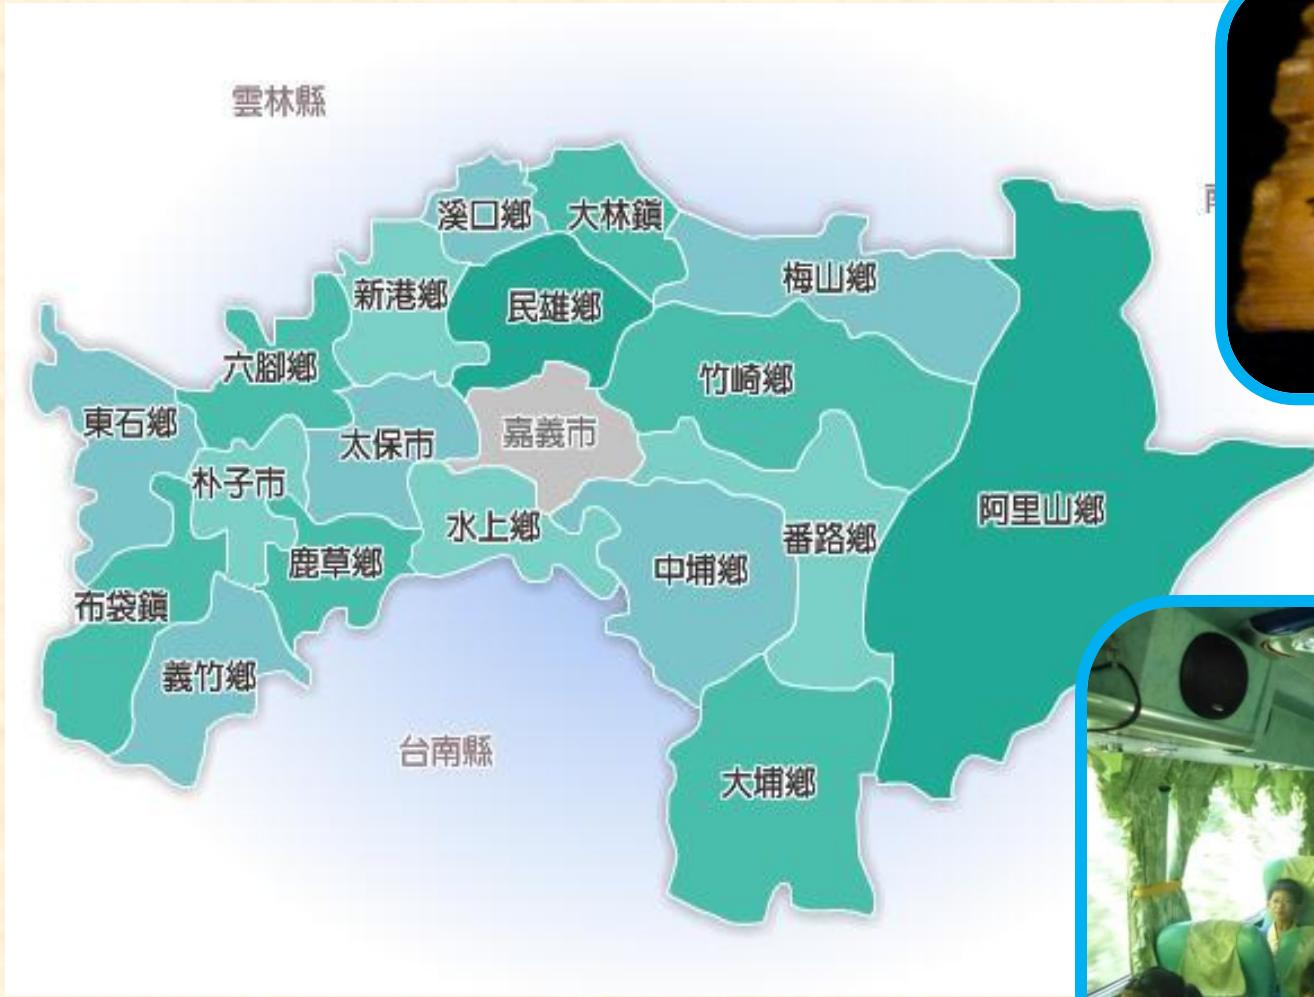 雲林縣
溪口鄉
大林鎮
新港鄉
民雄鄉
梅山鄉
六腳鄉
竹崎鄉
東石鄉
太保市
嘉義市
朴子市
水上鄉
阿里山鄉
鹿草鄉
中埔鄉
番路鄉
布袋鎮
義竹鄉
台南縣
大埔鄉